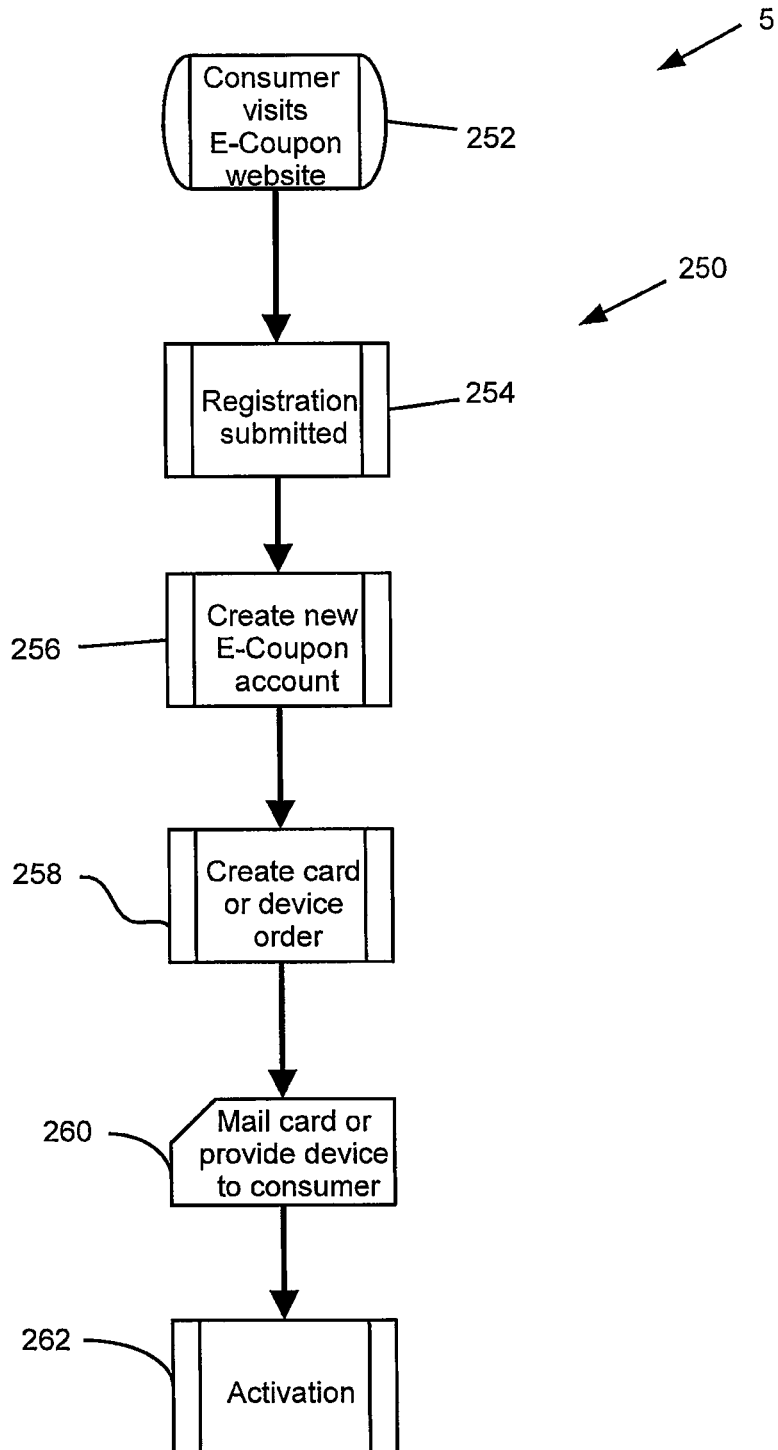 5
Consumer
visits
E-Coupon
website
252
250
Registration
submitted
254
Create new
E-Coupon
account
256
Create card
or device
order
258
Mail card or
provide device
to consumer
260
Activation
262